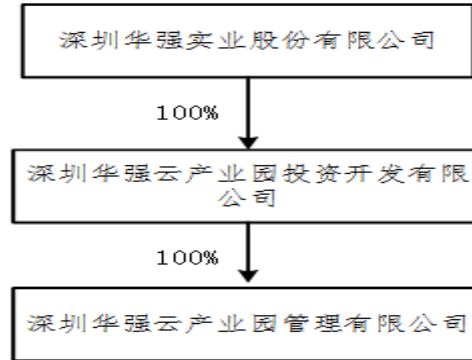 深圳华强实业股份有限公司
100%
深圳华强云产业园投资开发有限
公司
100%
深圳华强云产业园管理有限公司